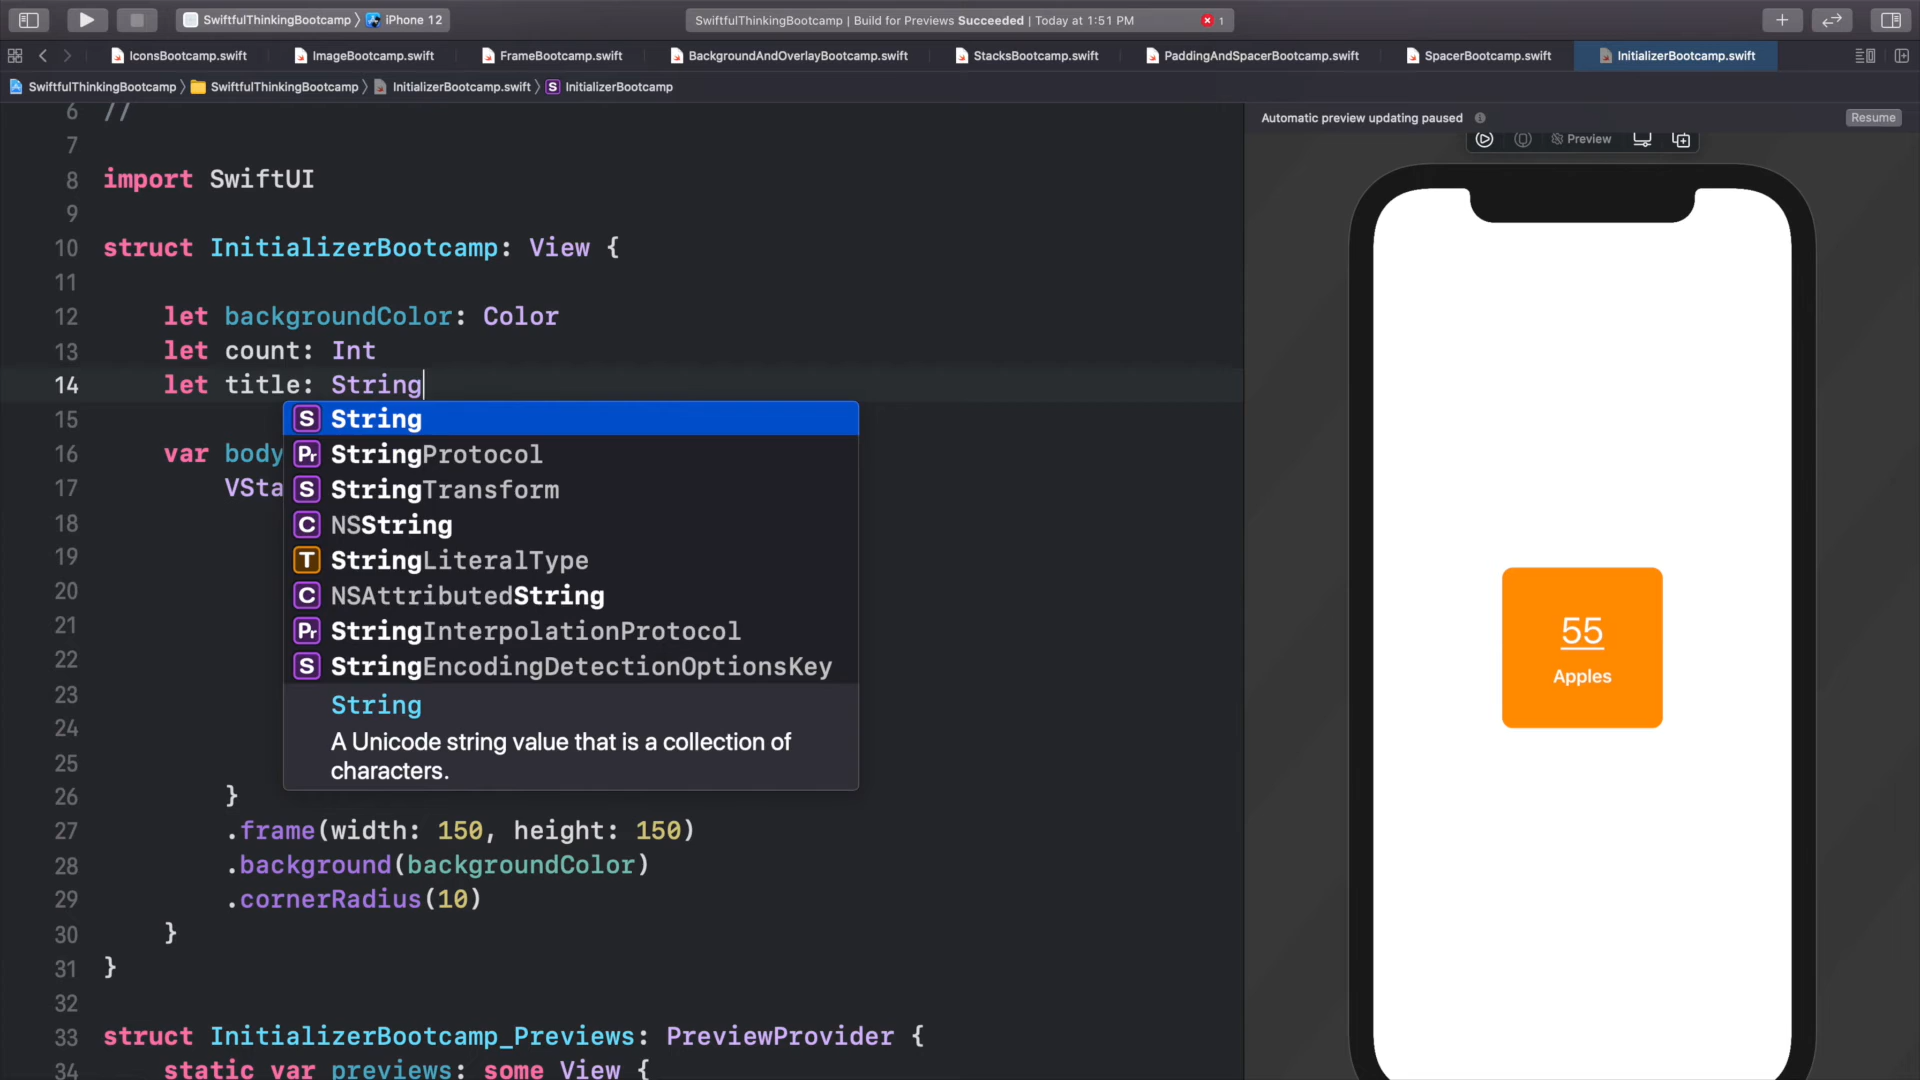 SwiftfulThinkingBootcamp 〉 iPhone 12
SwiftfulThinkingBootcamp | Build for Previews Succeeded | Today at 1:51 PM
1
IconsBootcamp.swift
ImageBootcamp.swift
FrameBootcamp.swift
BackgroundAndOverlayBootcamp.swift
StacksBootcamp.swift
PaddingAndSpacerBootcamp.swift
SpacerBootcamp.swift
InitializerBootcamp.swift
SwiftfulThinkingBootcamp 〉 SwiftfulThinkingBootcamp 〉 InitializerBootcamp.swift 〉 S InitializerBootcamp
6 //
7
8 import SwiftUI
9
10 struct InitializerBootcamp: View {
11
12 let backgroundColor: Color
13 let count: Int
14 let title: String
15
16 var body
17 VSta
18
19
20
21
22
23
24
25
26 }
27 .frame(width: 150, height: 150)
28 .background(backgroundColor)
29 .cornerRadius(10)
30 }
31 }
32
33 struct InitializerBootcamp_Previews: PreviewProvider {
34 static var previews: some View {
S String
Pr StringProtocol
S StringTransform
C NSString
T StringLiteralType
C NSAttributedString
Pr StringInterpolationProtocol
S StringEncodingDetectionOptionsKey
String
A Unicode string value that is a collection of
characters.
Automatic preview updating paused
Resume
Preview
55
Apples